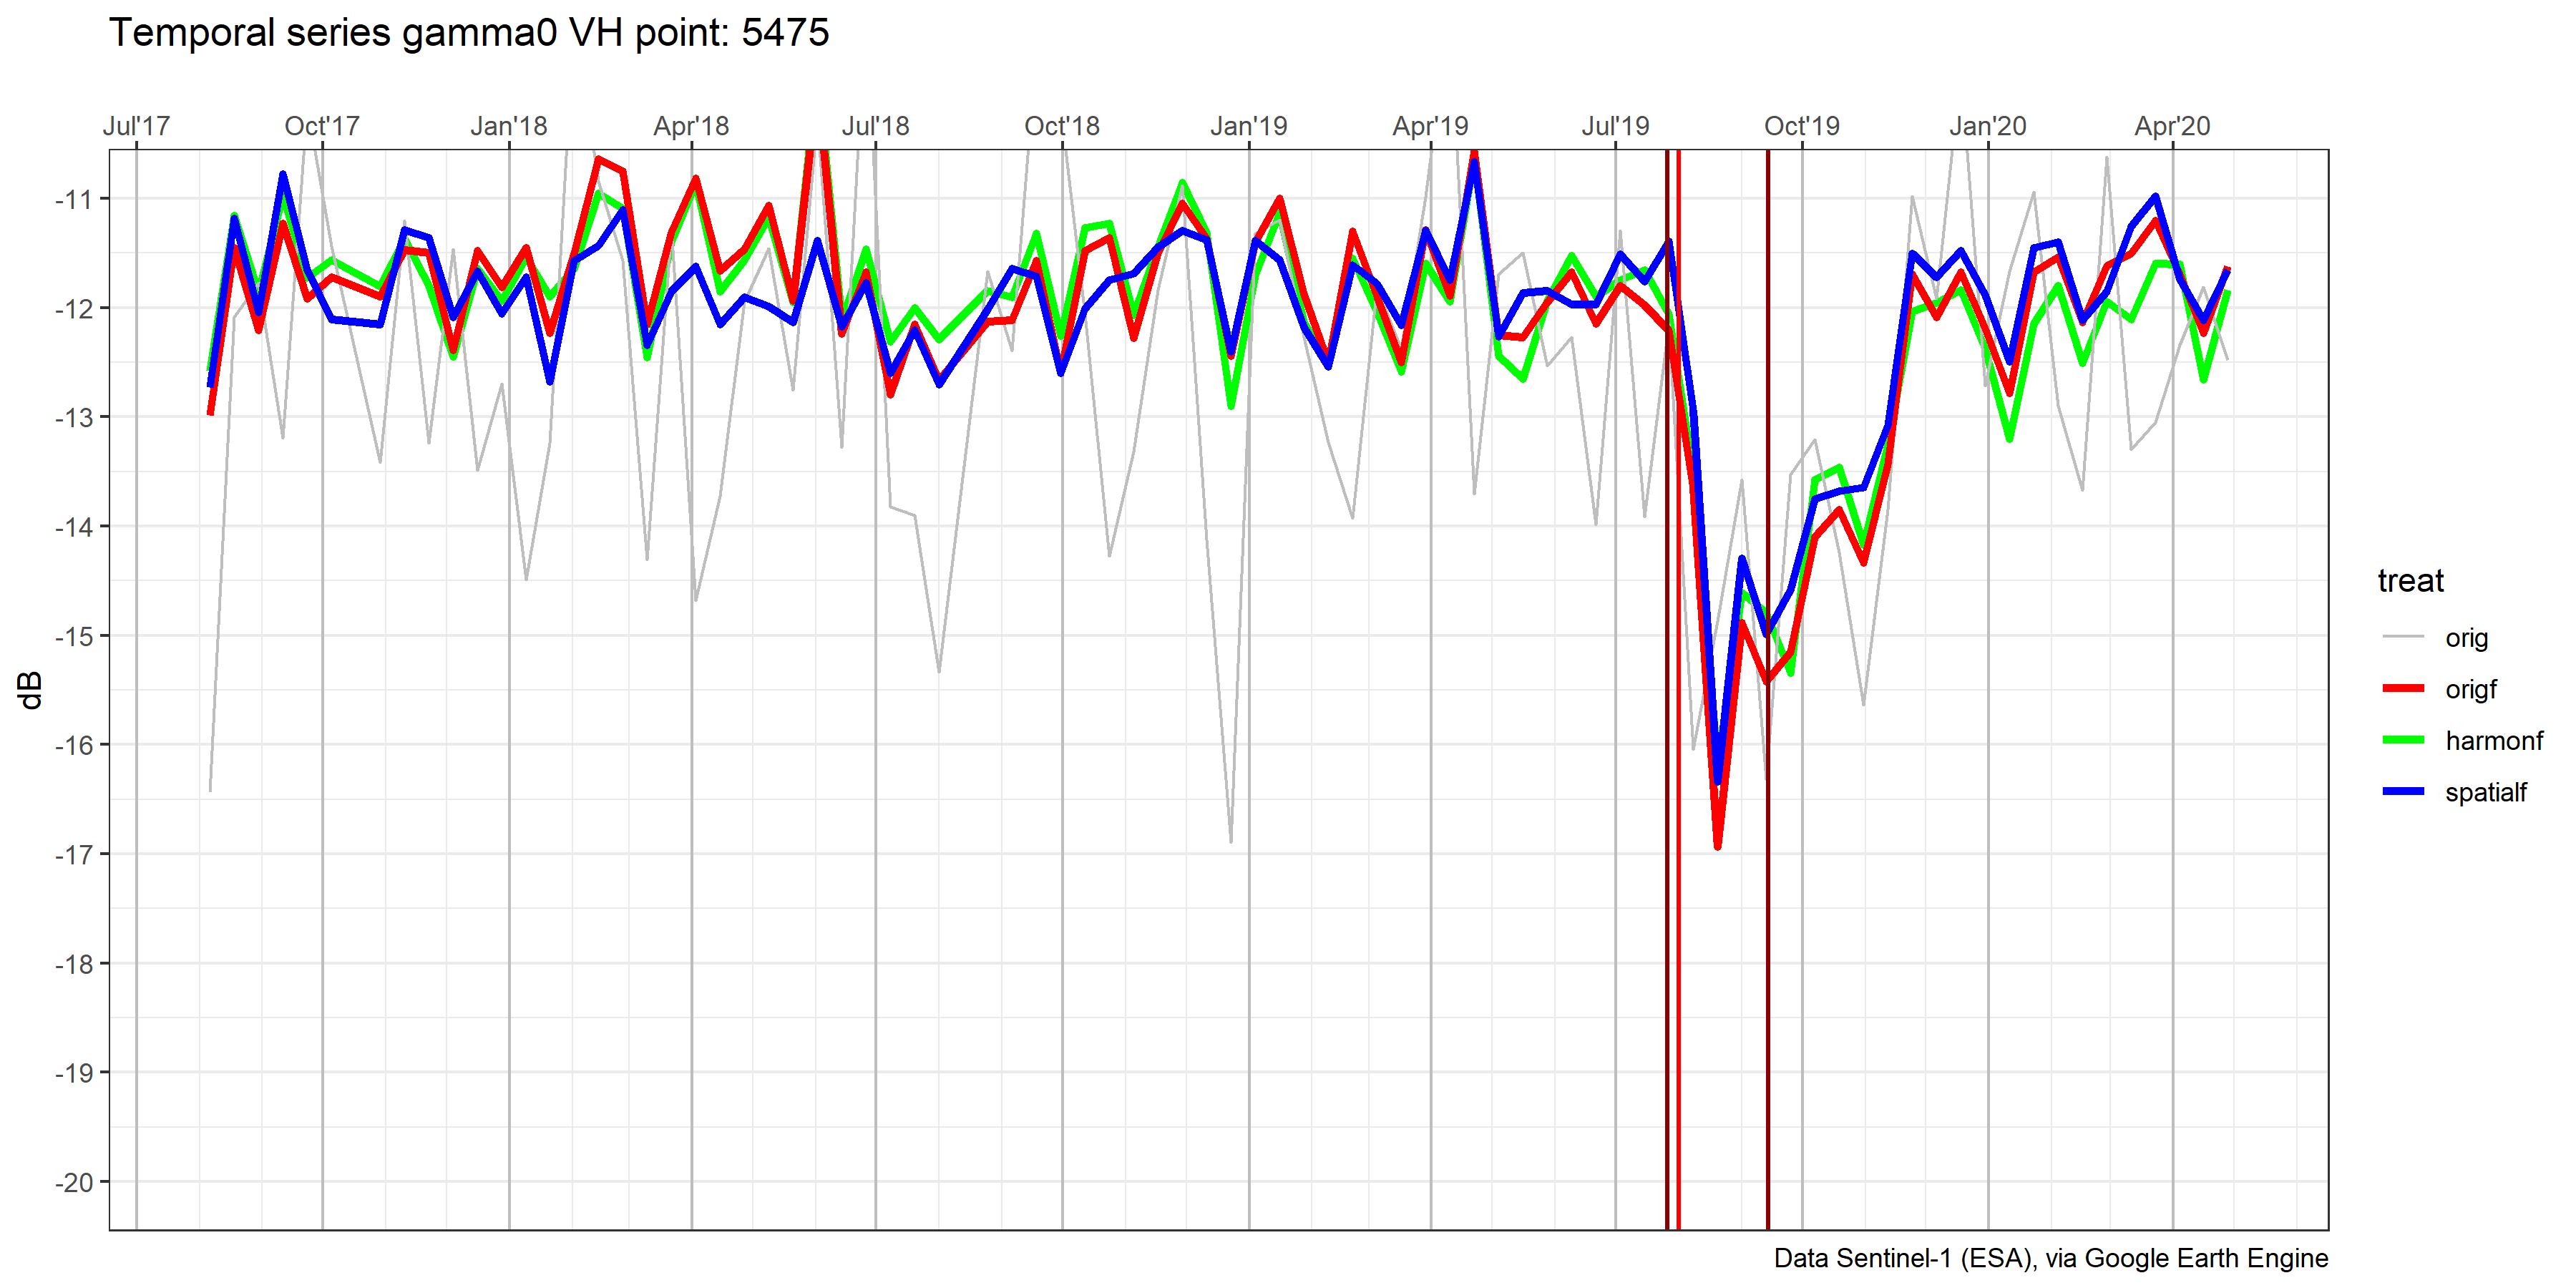 Temporal series gamma0 VH point: 5475
Jul'17 Oct'17 Jan'18 Apr'18 Jul'18 Oct'18 Jan'19 Apr'19 Jul'19 Oct'19 Jan'20 Apr'20
-11
-12
-13
-14
-15
-16
-17
-18
-19
-20
dB
treat
orig
origf
harmonf
spatialf
Data Sentinel-1 (ESA), via Google Earth Engine